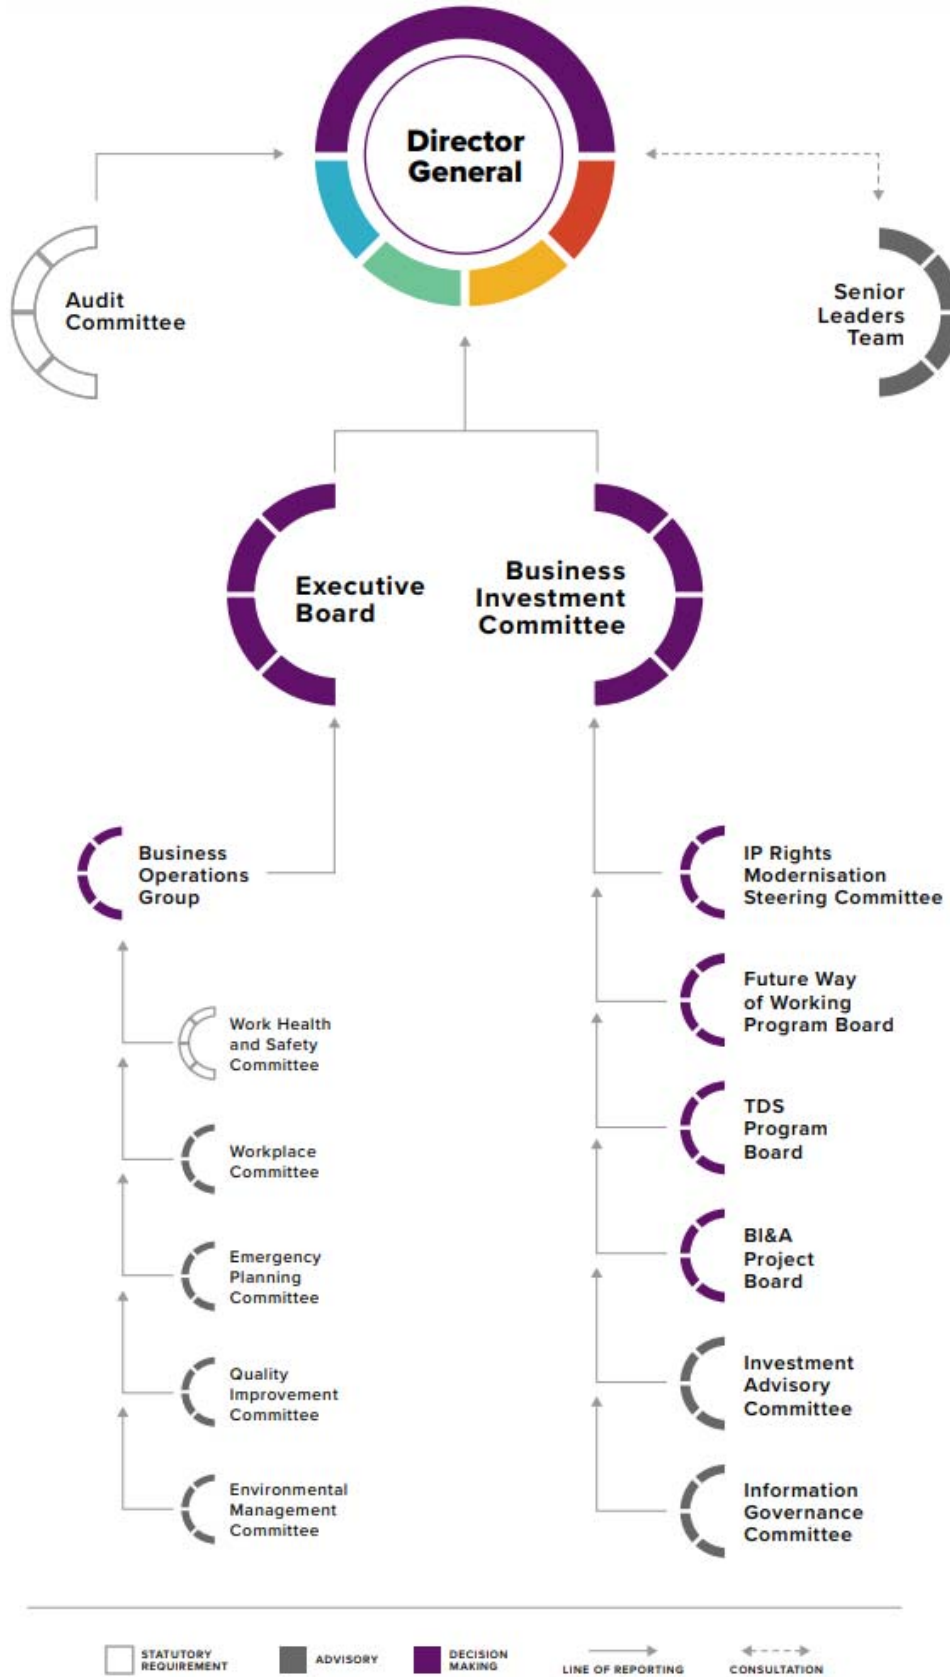 Director
General
Audit
Committee
Senior
Leaders
Team
Executive
Board
Business
Investment
Committee
Business
Operations
Group
IP Rights
Modernisation
Steering Committee
Future Way
of Working
Program Board
Work Health
and Safety
Committee
TDS
Program
Board
Workplace
Committee
BI&A
Project
Board
Emergency
Planning
Committee
Investment
Advisory
Committee
Quality
Improvement
Committee
Information
Governance
Committee
Environmental
Management
Committee
STATUTORY
REQUIREMENT
ADVISORY
DECISION
MAKING
LINE OF REPORTING
CONSULTATION